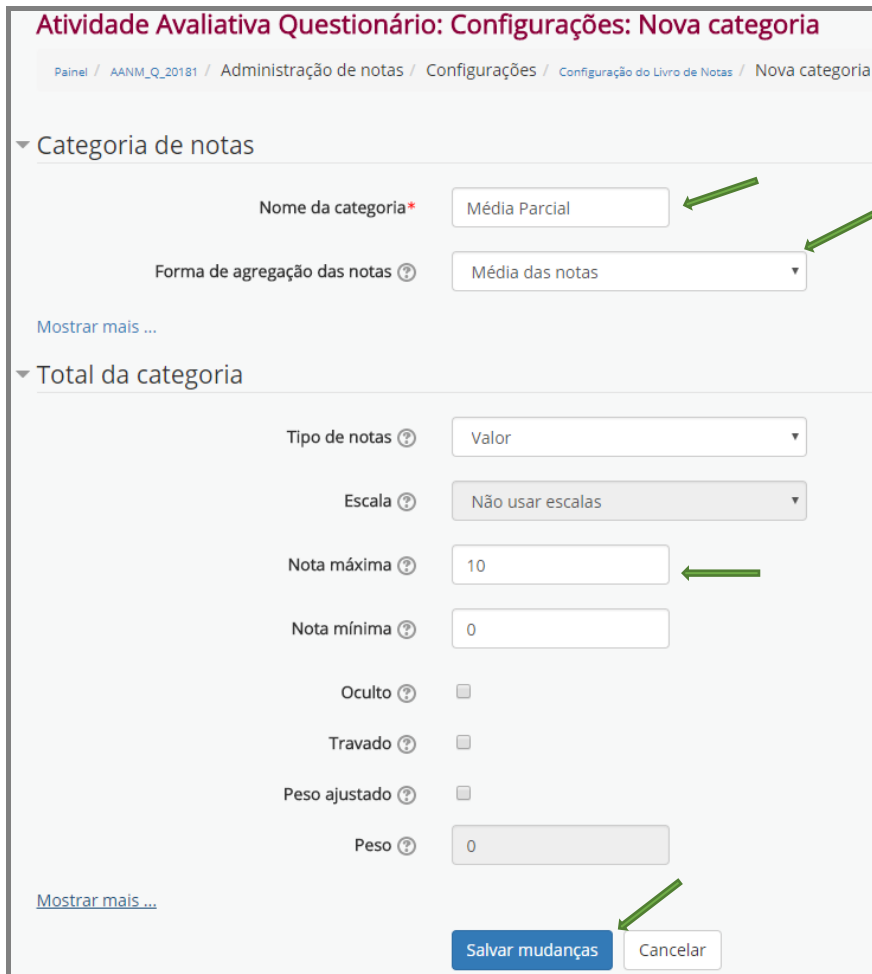 Atividade Avaliativa Questionário: Configurações: Nova categoria
Painel / AANM_Q_20181 / Administração de notas / Configurações / Configuração do Livro de Notas / Nova categoria
Categoria de notas
Nome da categoria* Média Parcial
Forma de agregação das notas Média das notas
Mostrar mais ...
Total da categoria
Tipo de notas Valor
Escala Não usar escalas
Nota máxima 10
Nota mínima 0
Oculto
Travado
Peso ajustado
Peso 0
Mostrar mais ...
Salvar mudanças Cancelar